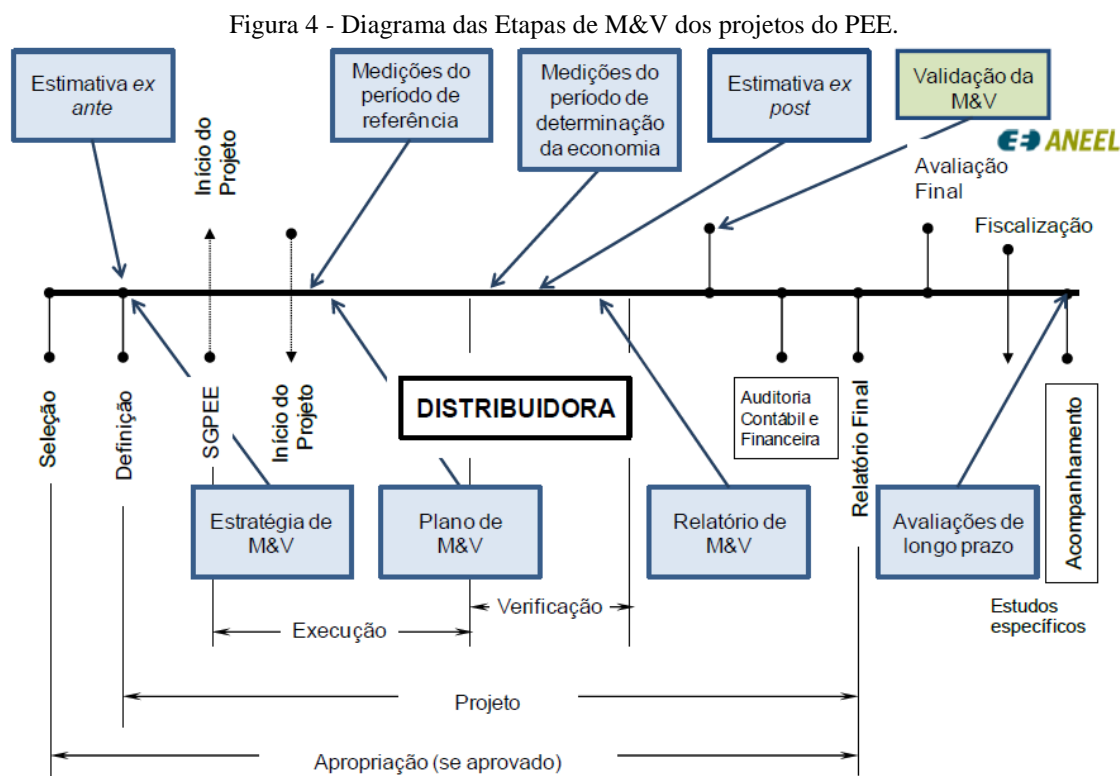 Figura 4 - Diagrama das Etapas de M&V dos projetos do PEE.
Estimativa ex
ante
Início do
Projeto
Medições do
período de
referência
Medições do
período de
determinação
da economia
Estimativa ex
post
Validação da
M&V
ANEEL
Avaliação
Final
Fiscalização
Seleção
Definição
SGPEE
Início do
Projeto
DISTRIBUIDORA
Auditoria
Contábil e
Financeira
Relatório Final
Acompanhamento
Estratégia de
M&V
Plano de
M&V
Relatório de
M&V
Avaliações de
longo prazo
Estudos
específicos
Verificação
Execução
Projeto
Apropriação (se aprovado)